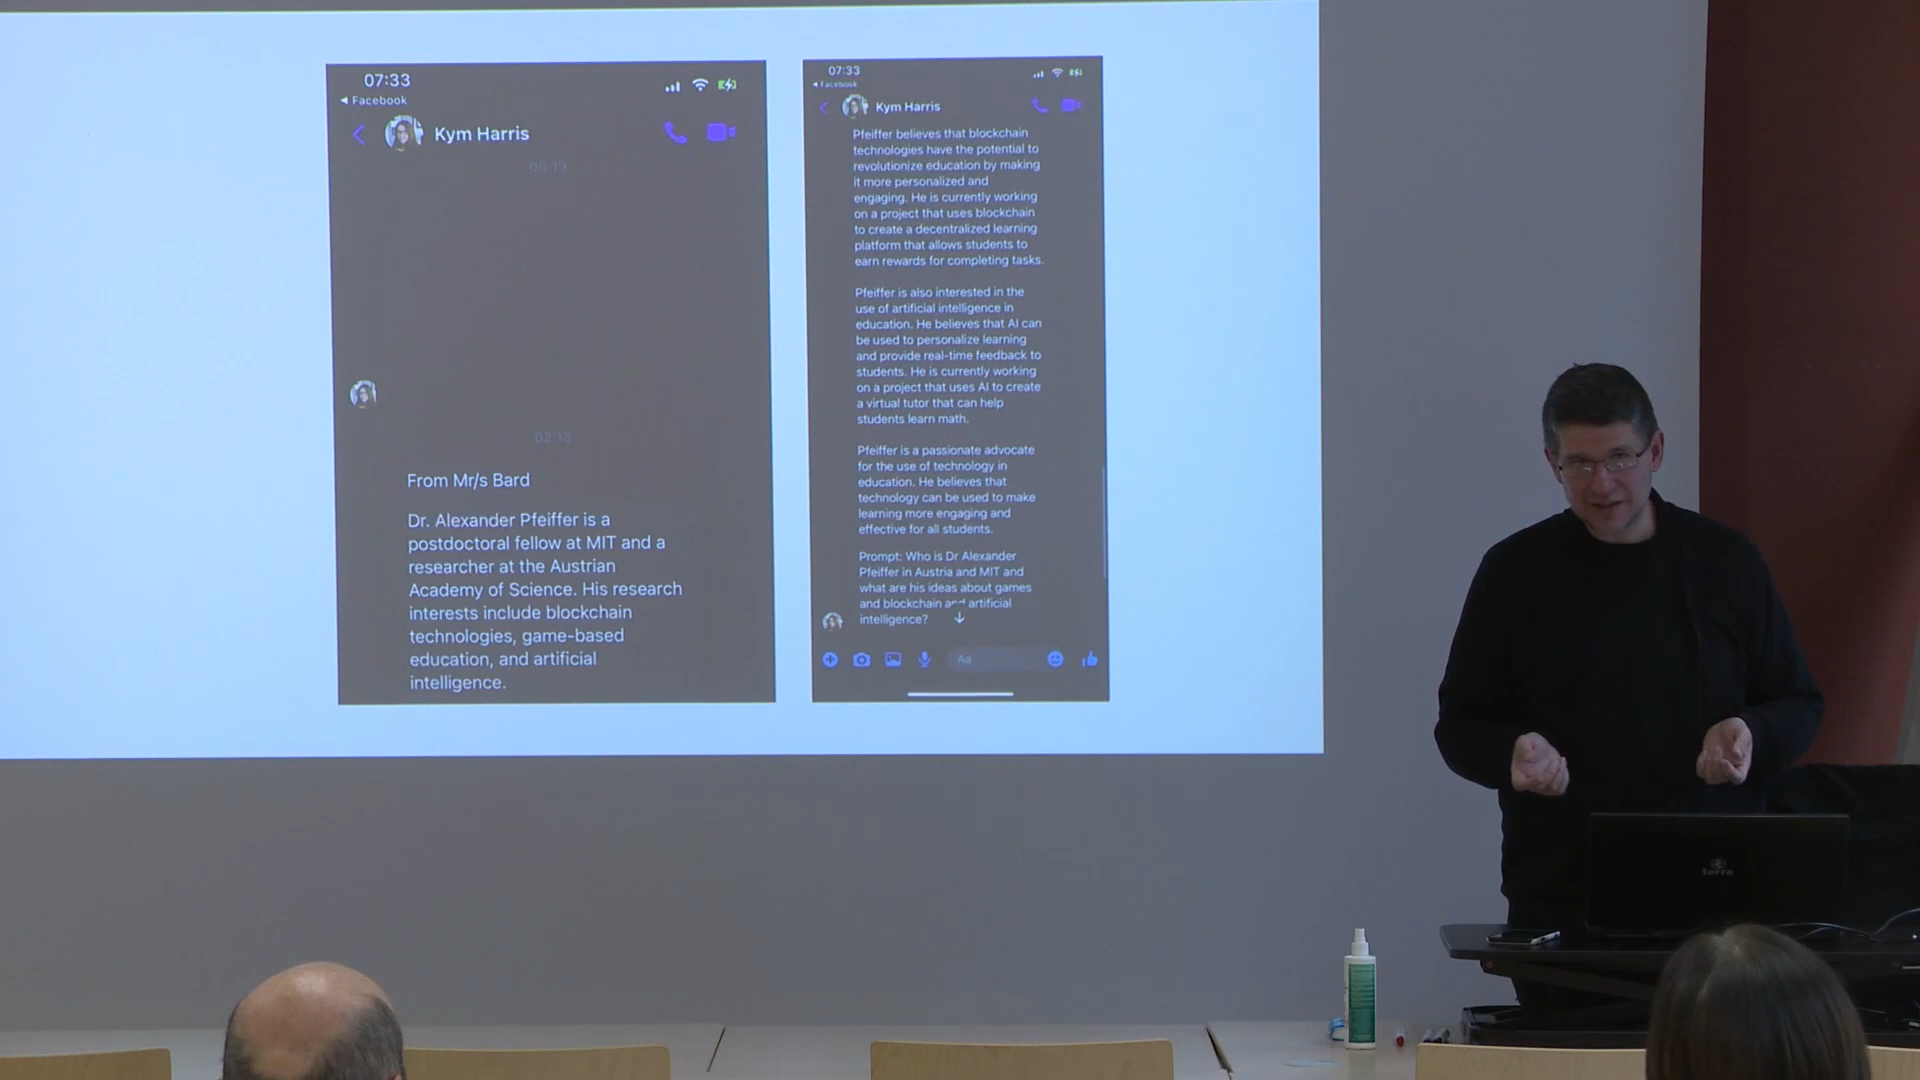 07:33
Facebook
Kym Harris
00:19
02:13
From Mr/s Bard
Dr. Alexander Pfeiffer is a
postdoctoral fellow at MIT and a
researcher at the Austrian
Academy of Science. His research
interests include blockchain
technologies, game-based
education, and artificial
intelligence.
07:33
Facebook
Kym Harris
Pfeiffer believes that blockchain
technologies have the potential to
revolutionize education by making
it more personalized and
engaging. He is currently working
on a project that uses blockchain
to create a decentralized learning
platform that allows students to
earn rewards for completing tasks.
Pfeiffer is also interested in the
use of artificial intelligence in
education. He believes that AI can
be used to personalize learning
and provide real-time feedback to
students. He is currently working
on a project that uses AI to create
a virtual tutor that can help
students learn math.
Pfeiffer is a passionate advocate
for the use of technology in
education. He believes that
technology can be used to make
learning more engaging and
effective for all students.
Prompt: Who is Dr Alexander
Pfeiffer in Austria and MIT and
what are his ideas about games
and blockchain and artificial
intelligence?
Aa
terra